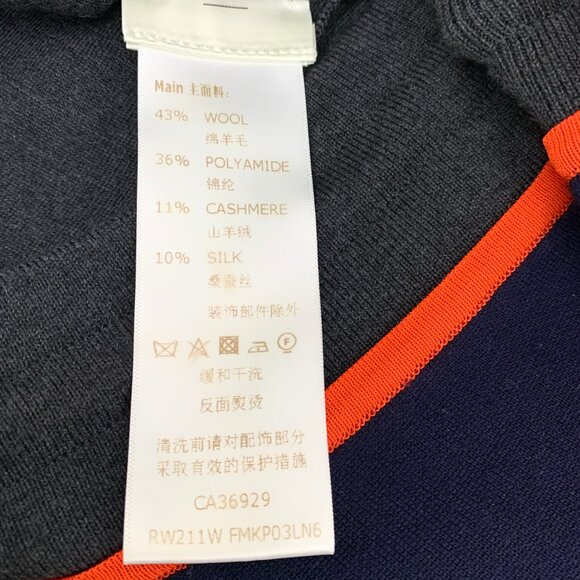 Main 主面料:
43% WOOL
绵羊毛
36% POLYAMIDE
锦纶
11% CASHMERE
山羊绒
10% SILK
桑蚕丝
装饰部件除外
F
缓和干洗
反面熨烫
清洗前请对配饰部分
采取有效的保护措施
CA36929
RW211W FMKP03LN6